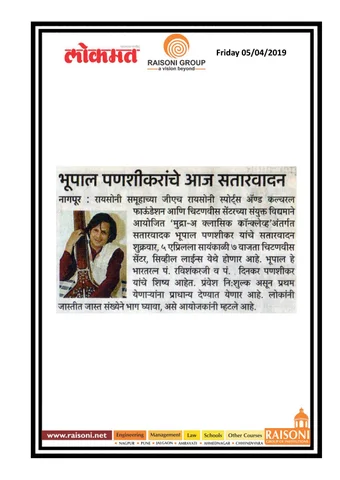 लोकमत
RAISONI GROUP
a vision beyond
Friday 05/04/2019
भूपाल पणशीकरांचे आज सतारवादन
नागपूर : रायसोनी समूहाच्या जीएच रायसोनी स्पोर्ट्स अँड कल्चरल
फाऊंडेशन आणि चिटणवीस सेंटरच्या संयुक्त विद्यमाने
आयोजित 'मुद्रा-अ क्लासिक कॉन्क्लेव्ह'अंतर्गत
सतारवादक भूपाल पणशीकर यांचे सतारवादन
शुक्रवार, ५ एप्रिलला सायंकाळी ७ वाजता चिटणवीस
सेंटर, सिव्हील लाईन्स येथे होणार आहे. भूपाल हे
भारतरत्न पं. रविशंकरजी व पं. दिनकर पणशीकर
यांचे शिष्य आहेत. प्रवेश निःशुल्क असून प्रथम
येणाऱ्यांना प्राधान्य देण्यात येणार आहे. लोकांनी
जास्तीत जास्त संख्येने भाग घ्यावा, असे आयोजकांनी म्हटले आहे.
www.raisoni.net Engineering Management Law Schools Other Courses RAISONI
• NAGPUR • PUNE • JALGAON • AMRAVATI • AHMEDNAGAR • CHHINDWARA